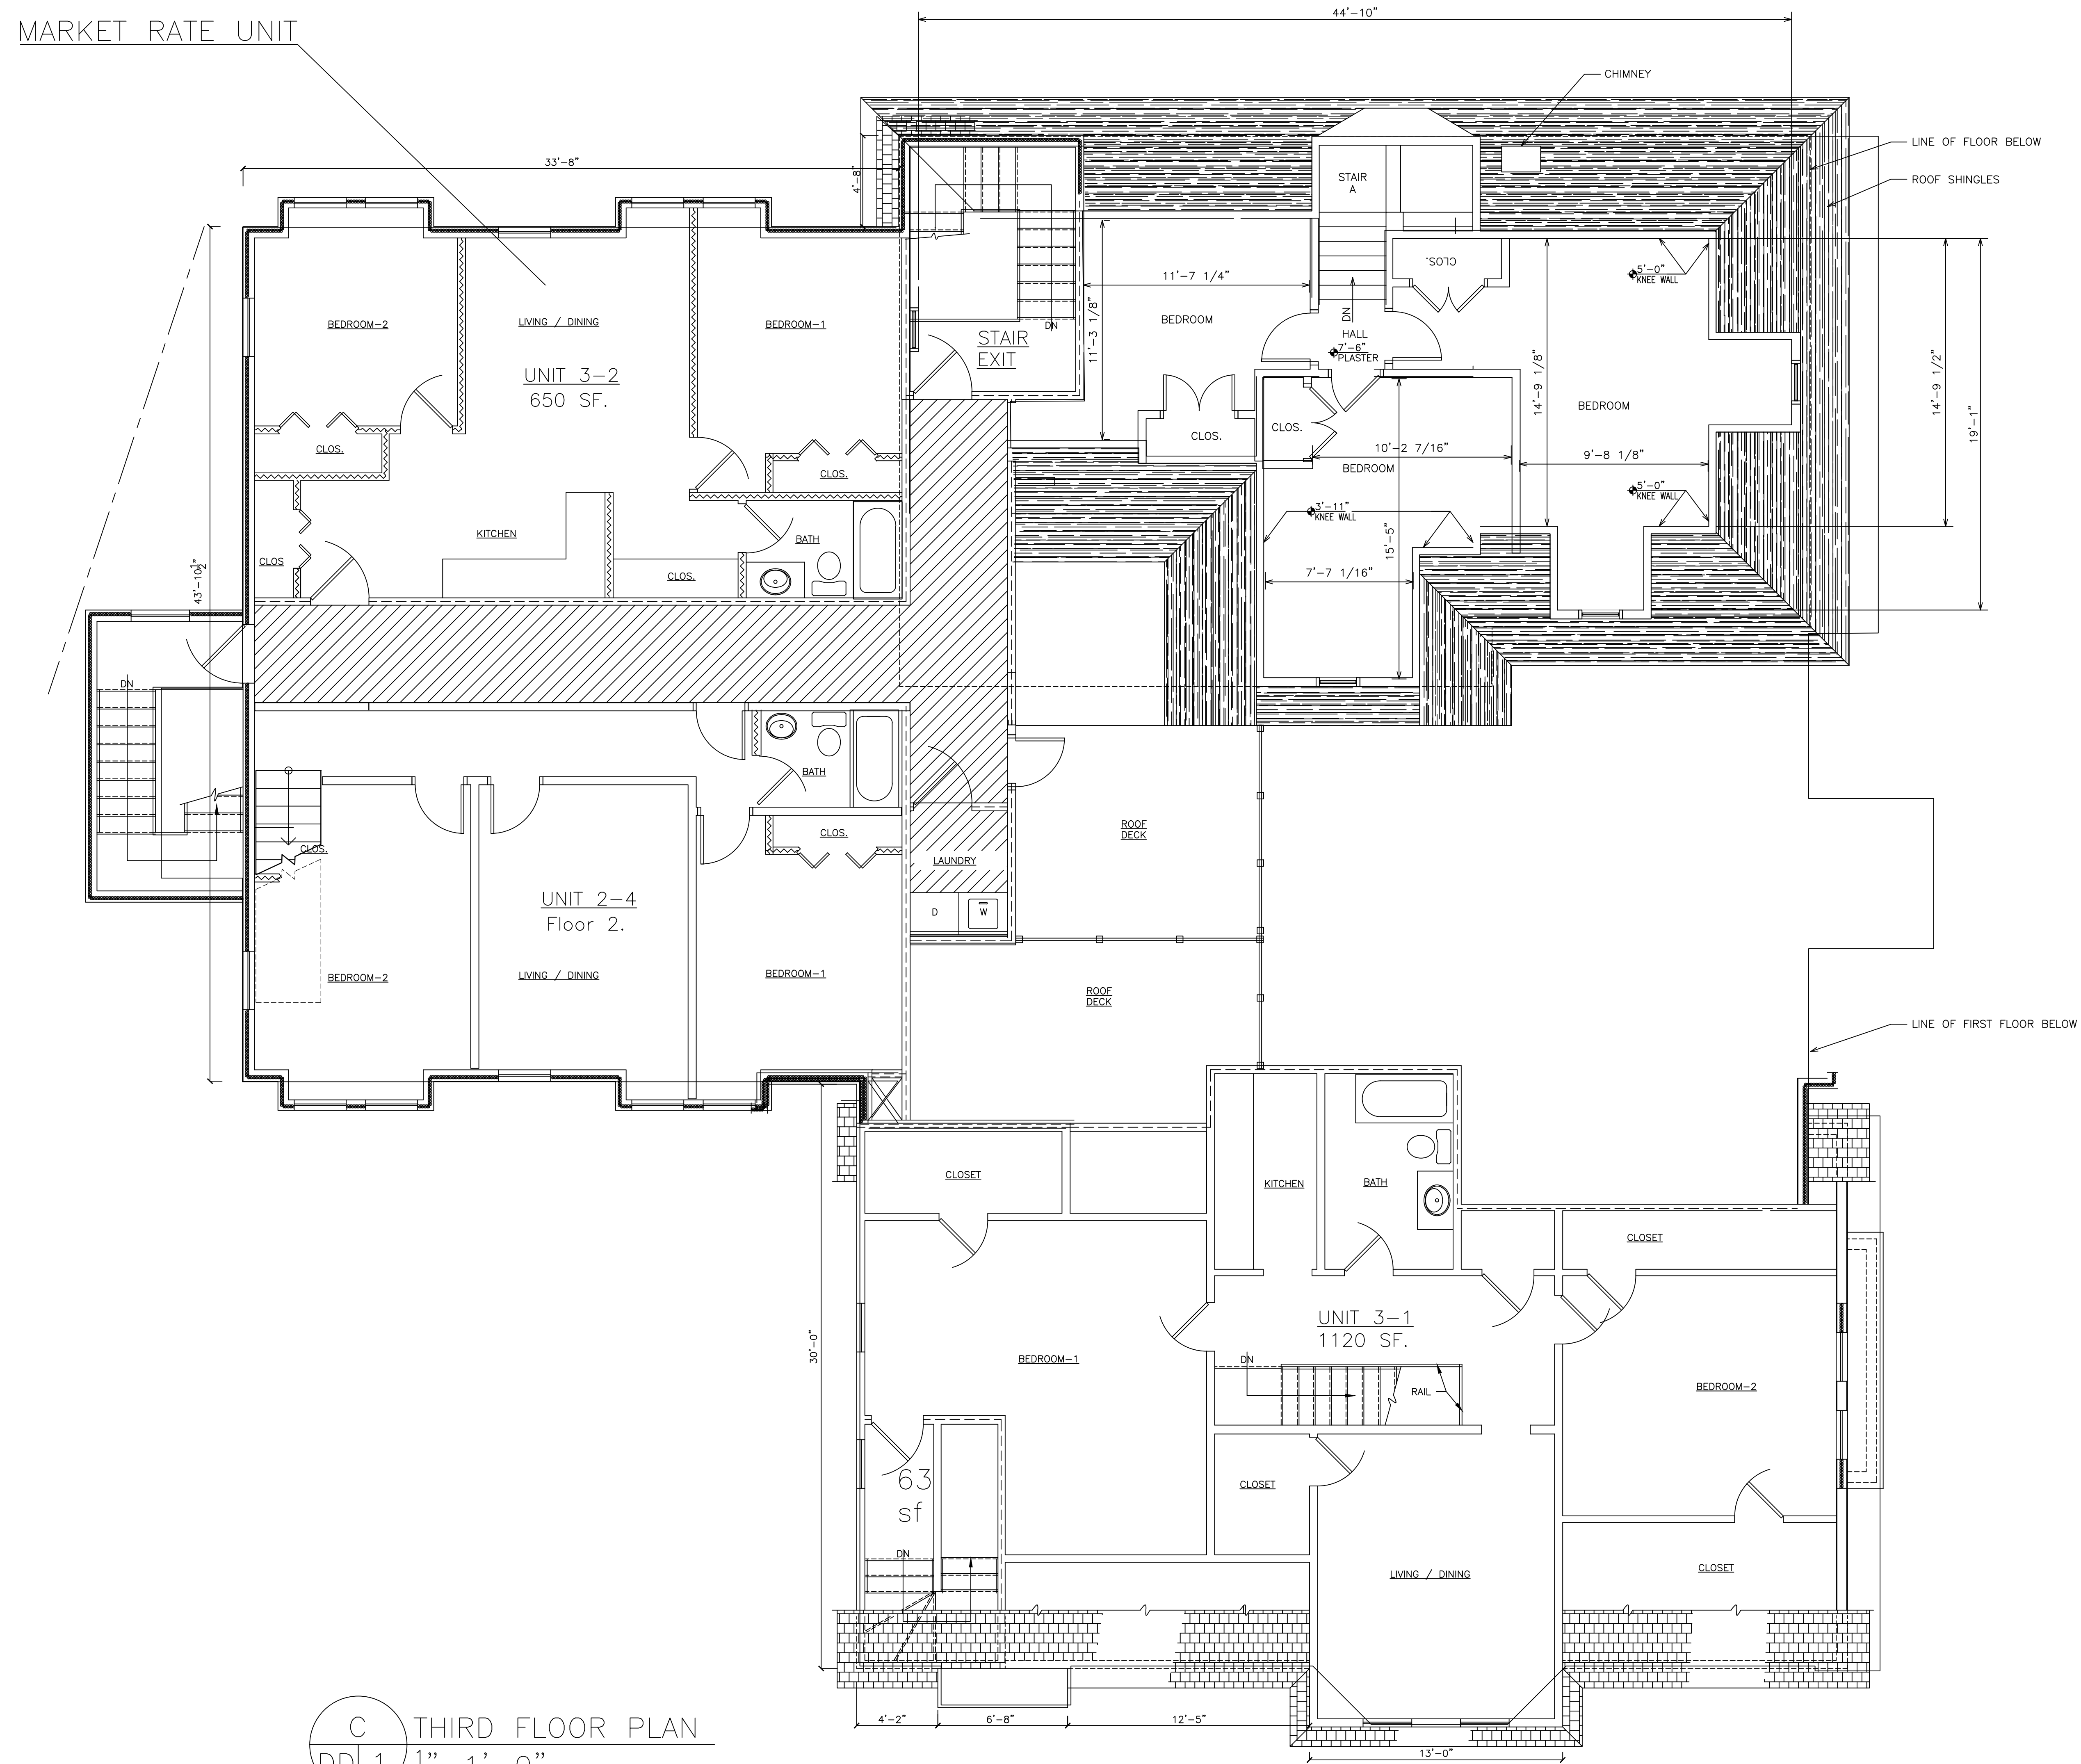 MARKET RATE UNIT
44'-10"
CHIMNEY
LINE OF FLOOR BELOW
ROOF SHINGLES
33'-8"
4'-8"
STAIR
A
CLOS.
5'-0"
KNEE WALL
11'-7 1/4"
11'-3 1/8"
BEDROOM
DN
HALL
7'-6"
PLASTER
14'-9 1/8"
14'-9 1/2"
19'-1"
BEDROOM
BEDROOM-2
LIVING / DINING
BEDROOM-1
DN
STAIR
EXIT
UNIT 3-2
650 SF.
CLOS.
CLOS.
CLOS.
CLOS.
10'-2 7/16"
BEDROOM
9'-8 1/8"
5'-0"
KNEE WALL
3'-11"
KNEE WALL
15'-5"
7'-7 1/16"
KITCHEN
BATH
CLOS
CLOS.
43'-10 1/2"
DN
BATH
CLOS.
CLOS.
LAUNDRY
D
W
ROOF
DECK
UNIT 2-4
Floor 2.
BEDROOM-2
LIVING / DINING
BEDROOM-1
ROOF
DECK
LINE OF FIRST FLOOR BELOW
CLOSET
KITCHEN
BATH
CLOSET
UNIT 3-1
1120 SF.
30'-0"
BEDROOM-1
DN
RAIL
BEDROOM-2
63
sf
CLOSET
DN
LIVING / DINING
CLOSET
4'-2"
6'-8"
12'-5"
13'-0"
C
THIRD FLOOR PLAN
DD 1
1" 1'-0"